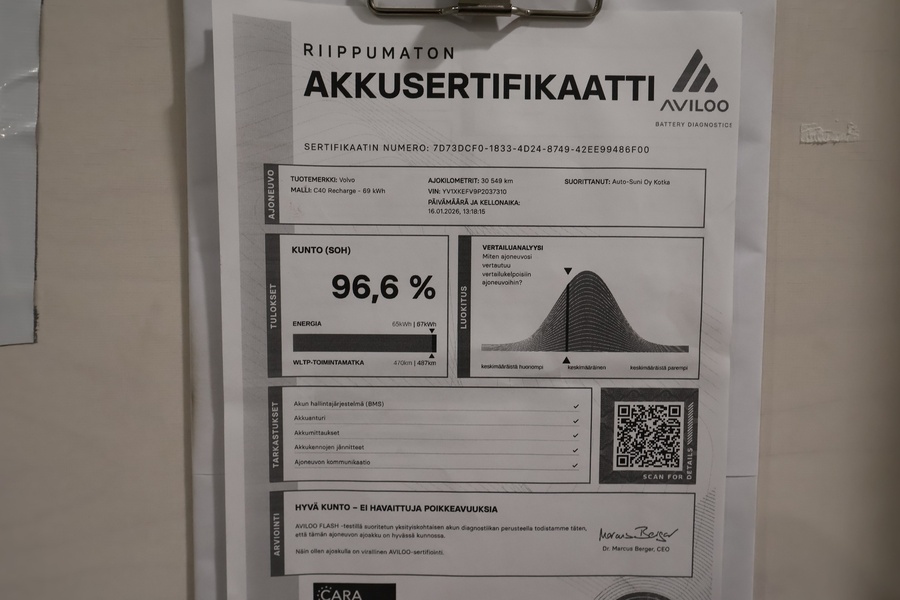 RIIPPUMATON
AKKUSERTIFIKAATTI
AVILOO
BATTERY DIAGNOSTICS
SERTIFIKAATIN NUMERO: 7D73DCF0-1833-4D24-8749-42EE99486F00
AJONEUVO
TUOTEMERKKI: Volvo
MALLI: C40 Recharge - 69 kWh
AJOKILOMETRIT: 30 549 km
VIN: YV1XKEFV9P2037310
PÄIVÄMÄÄRÄ JA KELLONAIKA:
16.01.2026, 13:18:15
SUORITTANUT: Auto-Suni Oy Kotka
TULOKSET
KUNTO (SOH)
96,6 %
ENERGIA
65kWh | 67kWh
WLTP-TOIMINTAMATKA
470km | 487km
LUOKITUS
VERTAILUANALYYSI
Miten ajoneuvosi
vertautuu
vertailukelpoisiin
ajoneuvoihin?
keskimääräistä huonompi
keskimääräinen
keskimääräistä parempi
TARKASTUKSET
Akun hallintajärjestelmä (BMS)
Akkuanturi
Akkumittaukset
Akkukennojen jännitteet
Ajoneuvon kommunikaatio
SCAN FOR DETAILS
ARVIOINTI
HYVÄ KUNTO – EI HAVAITTUJA POIKKEAVUUKSIA
AVILOO FLASH -testillä suoritetun yksityiskohtaisen akun diagnostiikan perusteella todistamme täten,
että tämän ajoneuvon ajoakku on hyvässä kunnossa.
Näin ollen ajoakulla on virallinen AVILOO-sertifiointi.
Marcus Berger
Dr. Marcus Berger, CEO
CARA